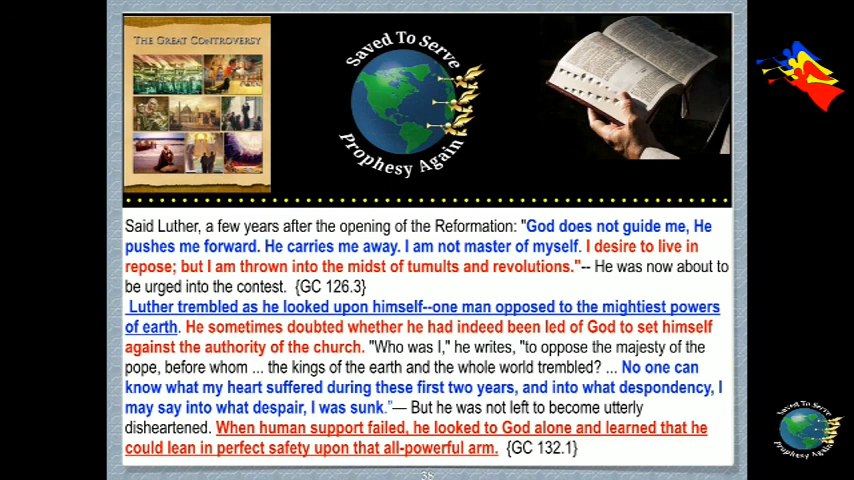 THE GREAT CONTROVERSY
Saved To Serve
Prophesy Again
Said Luther, a few years after the opening of the Reformation: "God does not guide me, He
pushes me forward. He carries me away. I am not master of myself. I desire to live in
repose; but I am thrown into the midst of tumults and revolutions."-- He was now about to
be urged into the contest.  {GC 126.3}
Luther trembled as he looked upon himself--one man opposed to the mightiest powers
of earth. He sometimes doubted whether he had indeed been led of God to set himself
against the authority of the church. "Who was I," he writes, "to oppose the majesty of the
pope, before whom ... the kings of the earth and the whole world trembled? ... No one can
know what my heart suffered during these first two years, and into what despondency, I
may say into what despair, I was sunk."— But he was not left to become utterly
disheartened. When human support failed, he looked to God alone and learned that he
could lean in perfect safety upon that all-powerful arm.  {GC 132.1}
38
Saved To Serve
Prophesy Again